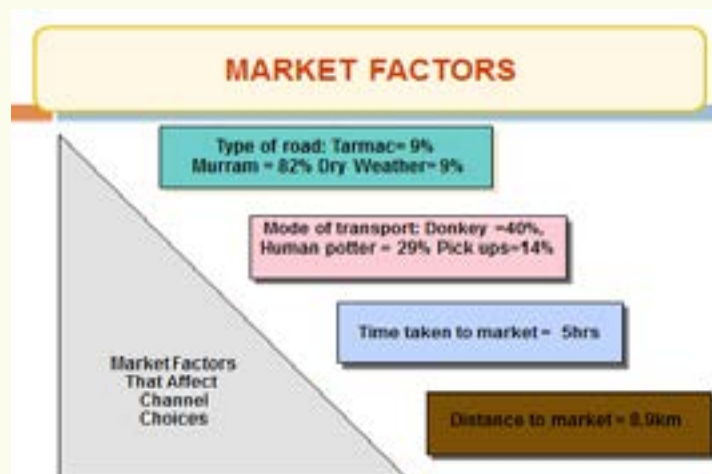 MARKET FACTORS
Type of road: Tarmac= 9%
Murram = 82% Dry Weather= 9%
Mode of transport: Donkey =40%,
Human potter = 29% Pick ups=14%
Time taken to market = 5hrs
Market Factors
That Affect
Channel
Choices
Distance to market = 8.9km